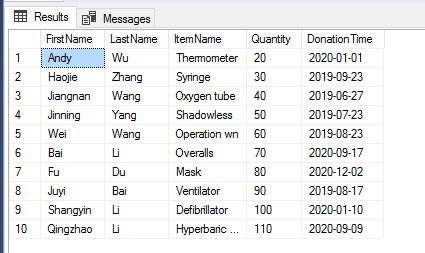 Results Messages
FirstName LastName ItemName Quantity DonationTime
1 Andy Wu Thermometer 20 2020-01-01
2 Haojie Zhang Syringe 30 2019-09-23
3 Jiangnan Wang Oxygen tube 40 2019-06-27
4 Jinning Yang Shadowless 50 2019-07-23
5 Wei Wang Operation wn 60 2019-08-23
6 Bai Li Overalls 70 2020-09-17
7 Fu Du Mask 80 2020-12-02
8 Juyi Bai Ventilator 90 2019-08-17
9 Shangyin Li Defibrillator 100 2020-01-10
10 Qingzhao Li Hyperbaric ... 110 2020-09-09